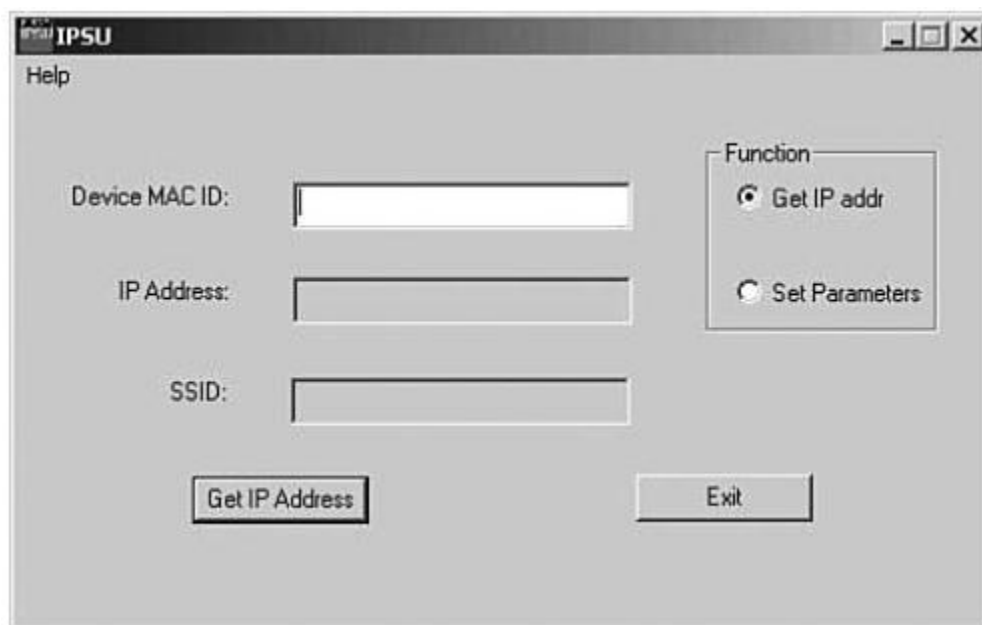 IPSU
Help
Function
Device MAC ID:
Get IP addr
IP Address:
Set Parameters
SSID:
Get IP Address
Exit